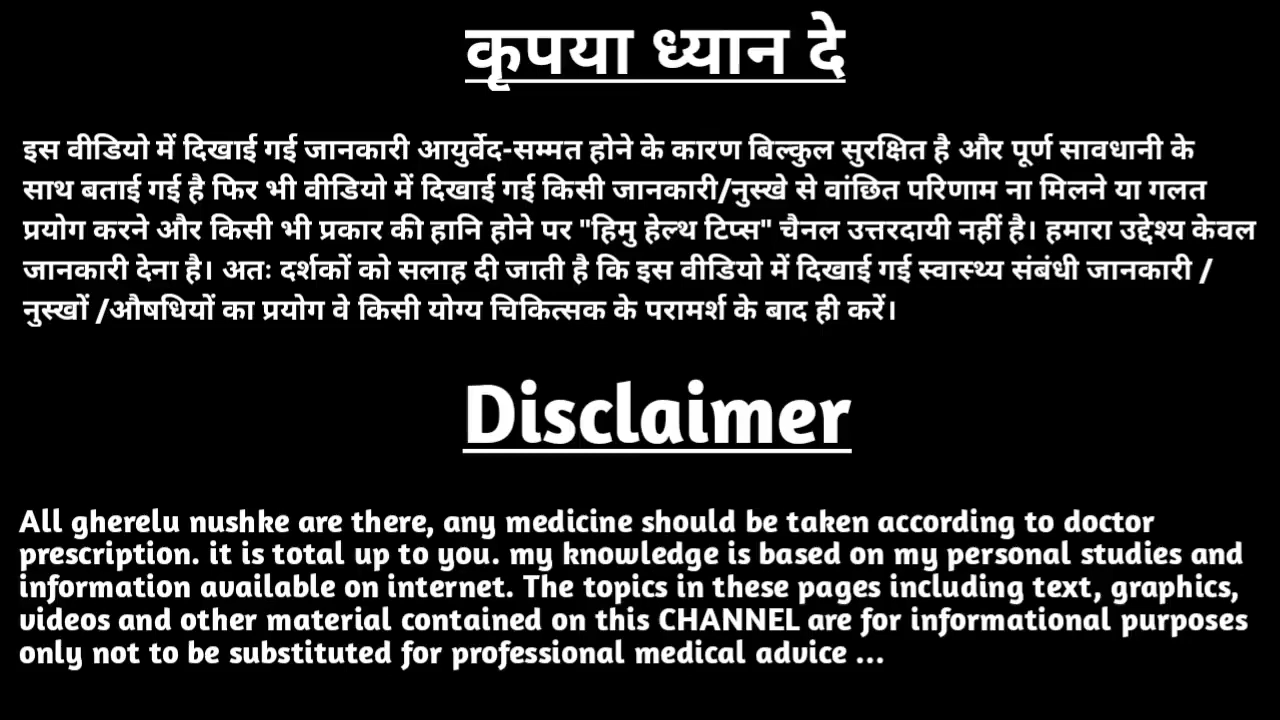 कृपया ध्यान दे
इस वीडियो में दिखाई गई जानकारी आयुर्वेद-सम्मत होने के कारण बिल्कुल सुरक्षित है और पूर्ण सावधानी के
साथ बताई गई है फिर भी वीडियो में दिखाई गई किसी जानकारी/नुस्खे से वांछित परिणाम ना मिलने या गलत
प्रयोग करने और किसी भी प्रकार की हानि होने पर "हिमु हेल्थ टिप्स" चैनल उत्तरदायी नहीं है। हमारा उद्देश्य केवल
जानकारी देना है। अतः दर्शकों को सलाह दी जाती है कि इस वीडियो में दिखाई गई स्वास्थ्य संबंधी जानकारी /
नुस्खों /औषधियों का प्रयोग वे किसी योग्य चिकित्सक के परामर्श के बाद ही करें।
Disclaimer
All gherelu nushke are there, any medicine should be taken according to doctor
prescription. it is total up to you. my knowledge is based on my personal studies and
information available on internet. The topics in these pages including text, graphics,
videos and other material contained on this CHANNEL are for informational purposes
only not to be substituted for professional medical advice ...